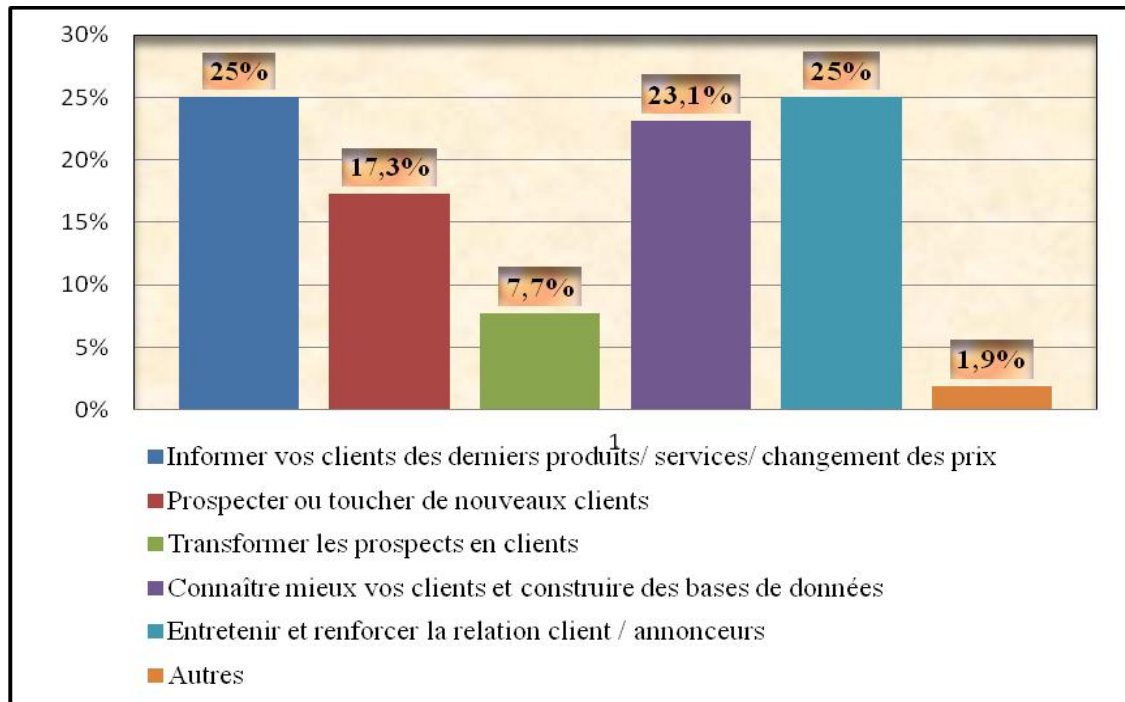 30%
25%
20%
15%
10%
5%
0%
25%
17,3%
7,7%
23,1%
25%
1,9%
1
Informer vos clients des derniers produits/ services/ changement des prix
Prospecter ou toucher de nouveaux clients
Transformer les prospects en clients
Connaître mieux vos clients et construire des bases de données
Entretenir et renforcer la relation client / annonceurs
Autres